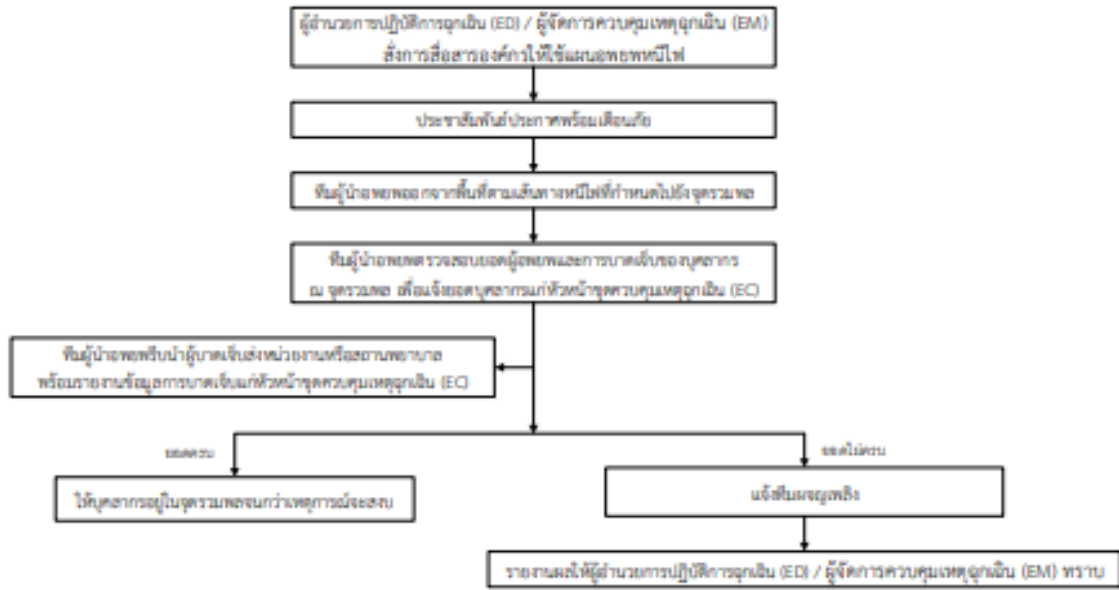 ผู้อำนวยการปฏิบัติการฉุกเฉิน (ED) / ผู้จัดการควบคุมเหตุฉุกเฉิน (EM)
สั่งการสื่อสารองค์กรให้ใช้แผนอพยพหนีไฟ
ประชาสัมพันธ์ประกาศพร้อมเตือนภัย
ทีมผู้นำอพยพออกจากพื้นที่ตามเส้นทางหนีไฟที่กำหนดไปยังจุดรวมพล
ทีมผู้นำอพยพตรวจสอบยอดผู้อพยพและการบาดเจ็บของบุคลากร
ณ จุดรวมพล เพื่อแจ้งยอดบุคลากรแก่หัวหน้าชุดควบคุมเหตุฉุกเฉิน (EC)
ทีมผู้นำอพยพรีบนำผู้บาดเจ็บส่งหน่วยงานหรือสถานพยาบาล
พร้อมรายงานข้อมูลการบาดเจ็บแก่หัวหน้าชุดควบคุมเหตุฉุกเฉิน (EC)
ยอดครบ
ยอดไม่ครบ
ให้บุคลากรอยู่ในจุดรวมพลจนกว่าเหตุการณ์จะสงบ
แจ้งทีมผจญเพลิง
รายงานผลให้ผู้อำนวยการปฏิบัติการฉุกเฉิน (ED) / ผู้จัดการควบคุมเหตุฉุกเฉิน (EM) ทราบ